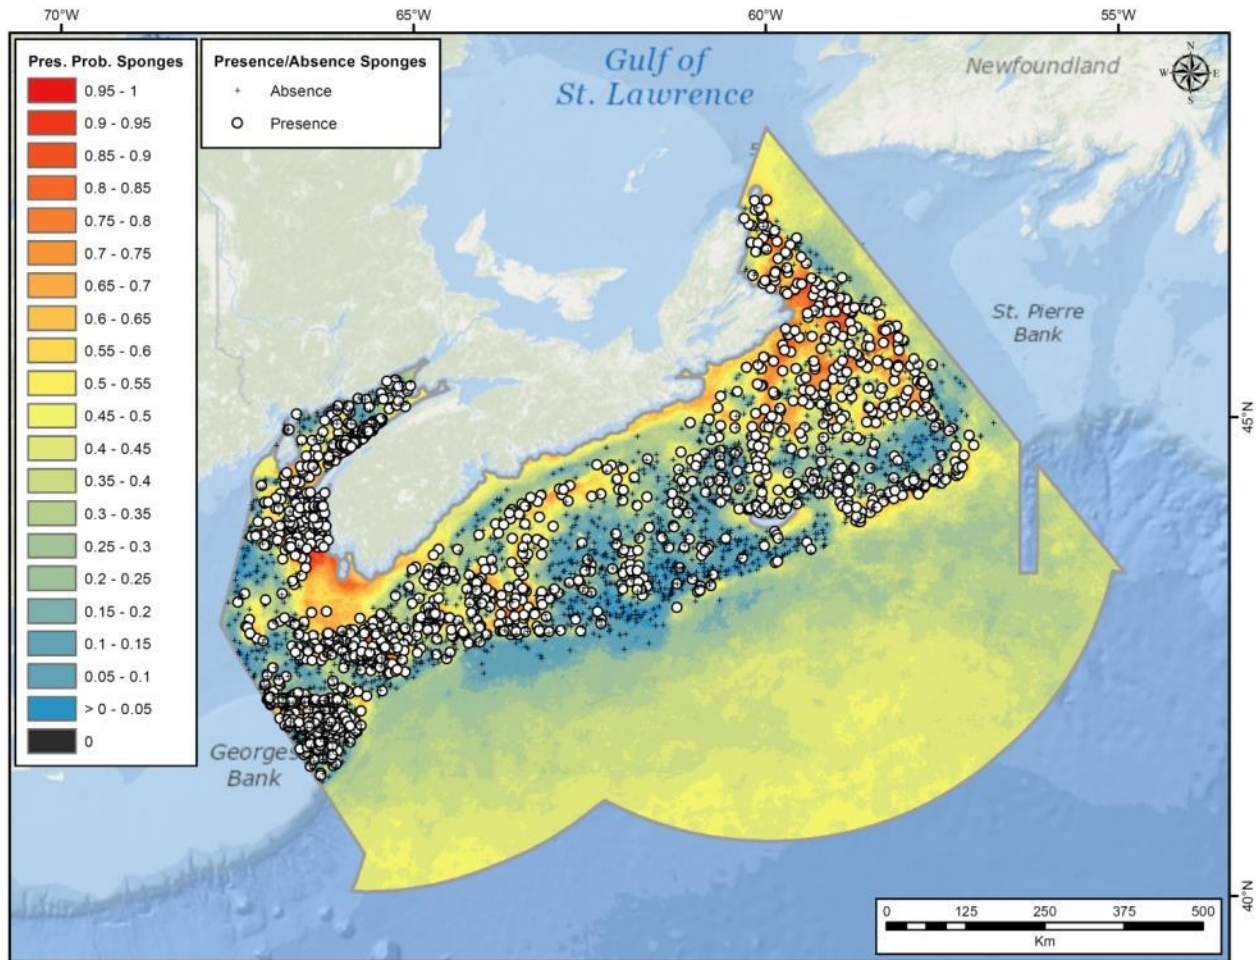 70°W
65°W
60°W
55°W
Pres. Prob. Sponges
0.95 - 1
0.9 - 0.95
0.85 - 0.9
0.8 - 0.85
0.75 - 0.8
0.7 - 0.75
0.65 - 0.7
0.6 - 0.65
0.55 - 0.6
0.5 - 0.55
0.45 - 0.5
0.4 - 0.45
0.35 - 0.4
0.3 - 0.35
0.25 - 0.3
0.2 - 0.25
0.15 - 0.2
0.1 - 0.15
0.05 - 0.1
> 0 - 0.05
0
Presence/Absence Sponges
Absence
Presence
Gulf of
St. Lawrence
Newfoundland
N
W
E
S
St. Pierre
Bank
45°N
Georges
Bank
40°N
0
125
250
375
500
Km